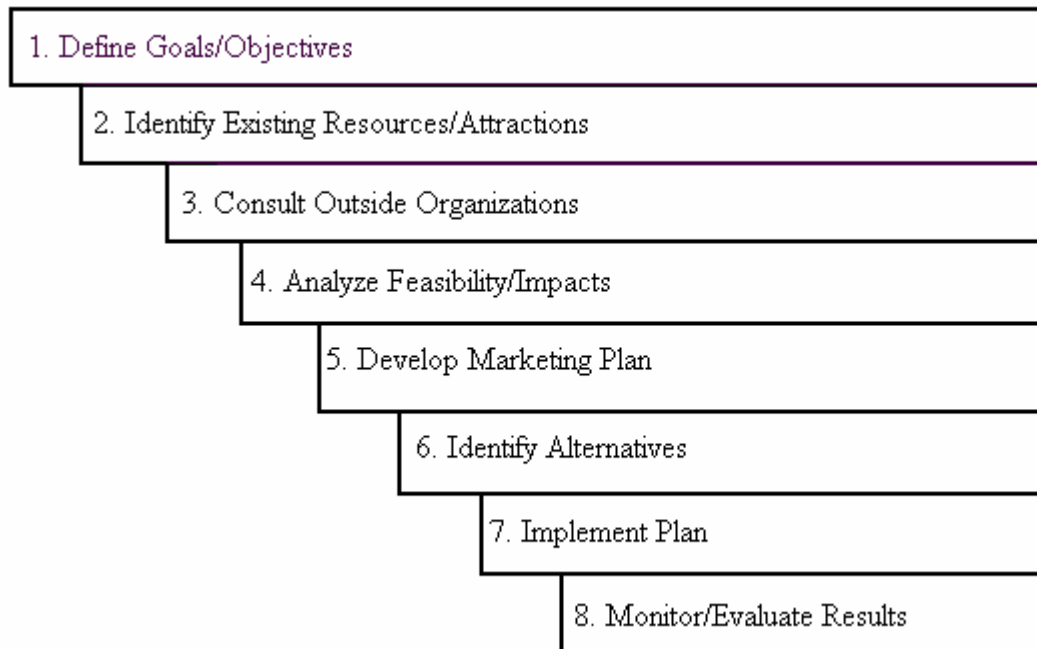 1. Define Goals/Objectives
2. Identify Existing Resources/Attractions
3. Consult Outside Organizations
4. Analyze Feasibility/Impacts
5. Develop Marketing Plan
6. Identify Alternatives
7. Implement Plan
8. Monitor/Evaluate Results